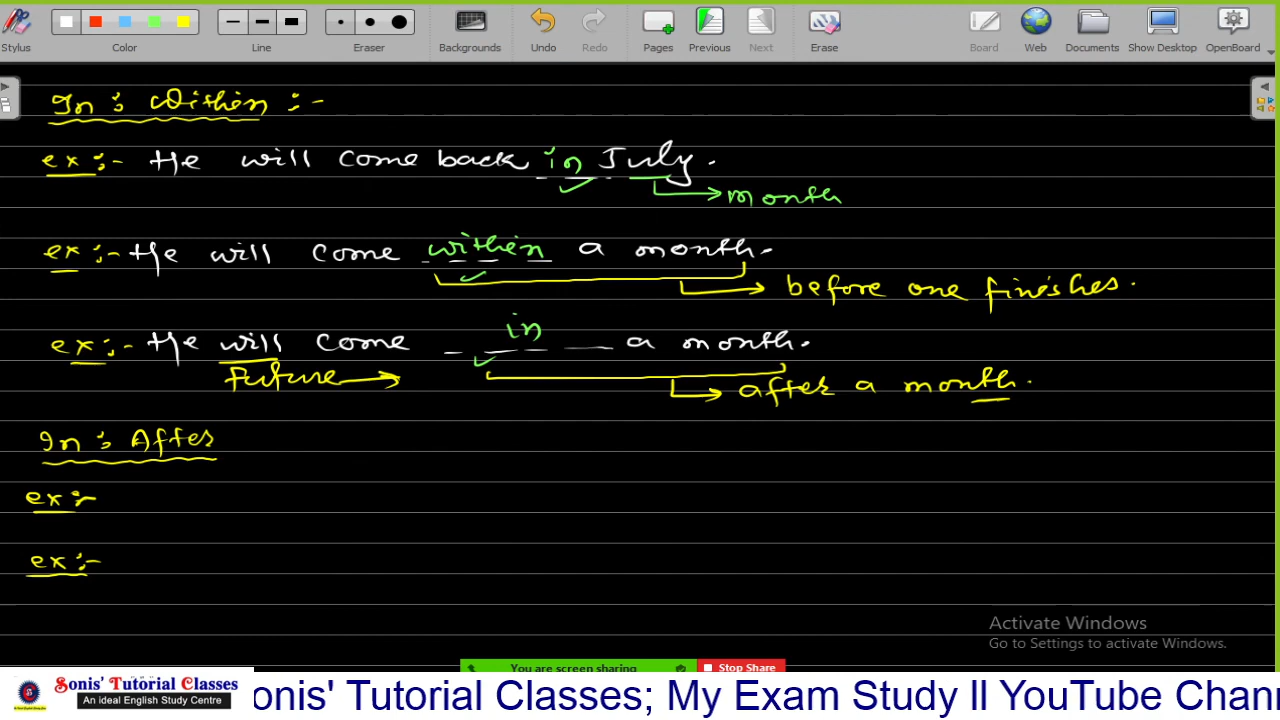 Stylus Color Line Eraser Backgrounds Undo Redo Pages Previous Next Erase Board Web Documents Show Desktop OpenBoard
In : Within :-
ex :- He will come back in July.
month
ex :- He will come within a month.
before one finishes.
ex :- He will come in a month.
Future
after a month.
In : After
ex :-
ex :-
Activate Windows
Go to Settings to activate Windows.
You are screen sharing Stop Share
Sonis' Tutorial Classes
An ideal English Study Centre
onis' Tutorial Classes; My Exam Study ll YouTube Chann